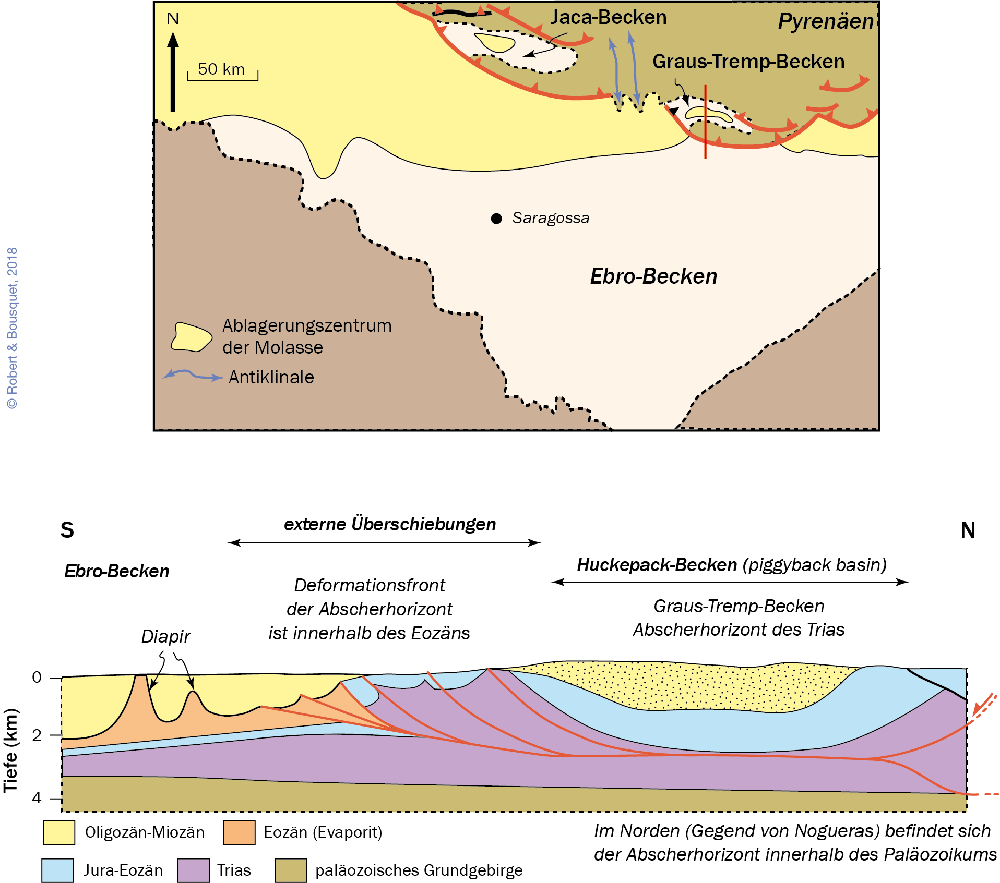 N
50 km
Jaca-Becken
Pyrenäen
Graus-Tremp-Becken
Saragossa
Ebro-Becken
Ablagerungszentrum
der Molasse
Antiklinale
© Robert & Bousquet, 2018
S
externe Überschiebungen
N
Ebro-Becken
Huckepack-Becken (piggyback basin)
Deformationsfront
der Abscherhorizont
ist innerhalb des Eozäns
Graus-Tremp-Becken
Abscherhorizont des Trias
Diapir
Tiefe (km)
0
2
4
Oligozän-Miozän
Eozän (Evaporit)
Jura-Eozän
Trias
paläozoisches Grundgebirge
Im Norden (Gegend von Nogueras) befindet sich
der Abscherhorizont innerhalb des Paläozoikums